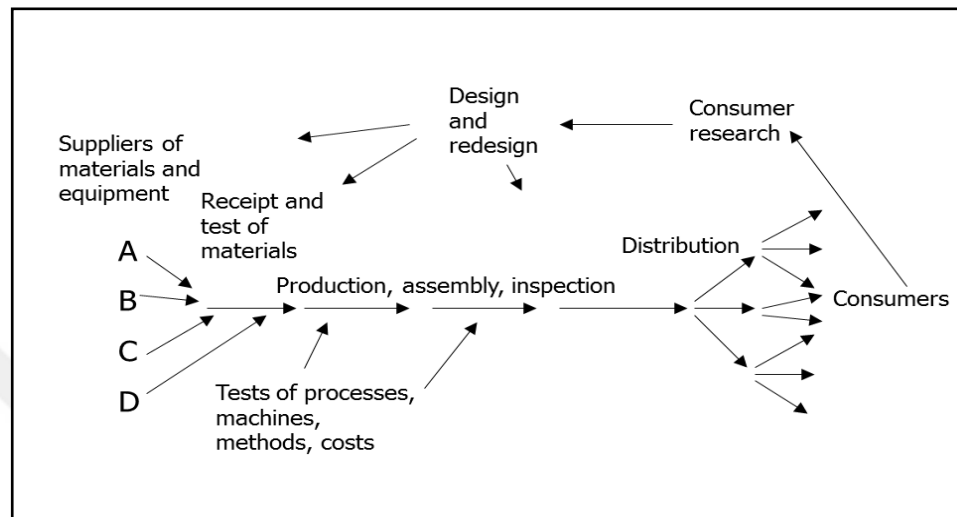 Design
and
redesign
Consumer
research
Suppliers of
materials and
equipment
Receipt and
test of
materials
A
B
C
D
Production, assembly, inspection
Distribution
Consumers
Tests of processes,
machines,
methods, costs